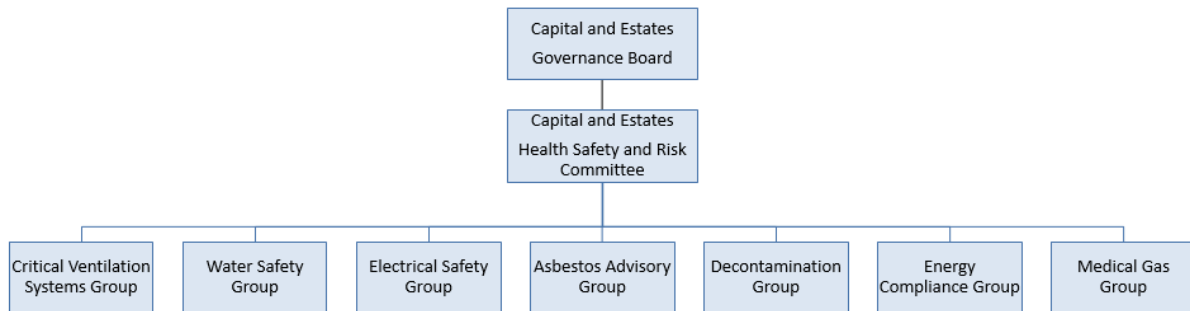 Capital and Estates
Governance Board
Capital and Estates
Health Safety and Risk
Committee
Critical Ventilation
Systems Group
Water Safety
Group
Electrical Safety
Group
Asbestos Advisory
Group
Decontamination
Group
Energy
Compliance Group
Medical Gas
Group